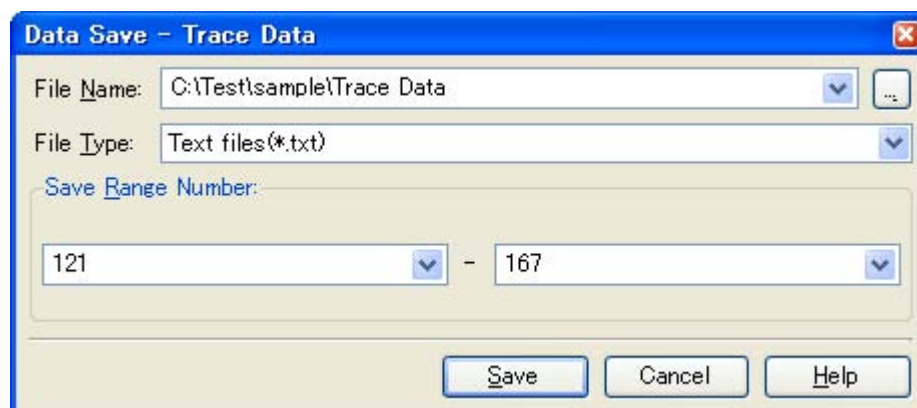 Data Save - Trace Data
File Name: C:\Test\sample\Trace Data ...
File Type: Text files(*.txt)
Save Range Number:
121 - 167
Save Cancel Help